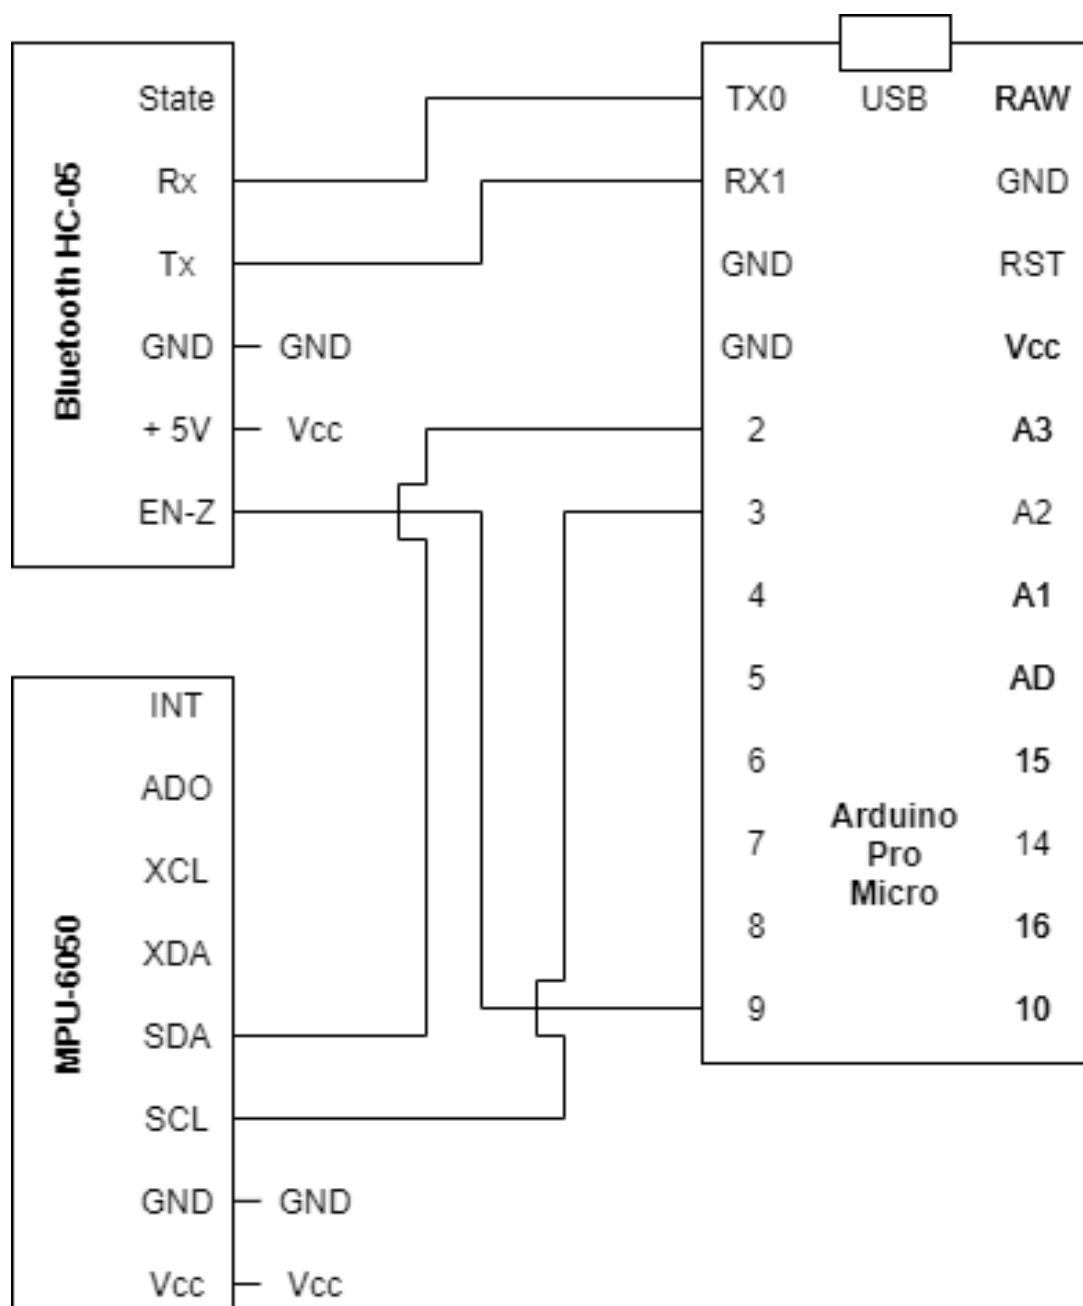 Bluetooth HC-05
State
Rx
Tx
GND
GND
+ 5V
Vcc
EN-Z
MPU-6050
INT
ADO
XCL
XDA
SDA
SCL
GND
GND
Vcc
Vcc
USB
TX0
RX1
GND
GND
2
3
4
5
6
7
8
9
Arduino
Pro
Micro
RAW
GND
RST
Vcc
A3
A2
A1
AD
15
14
16
10